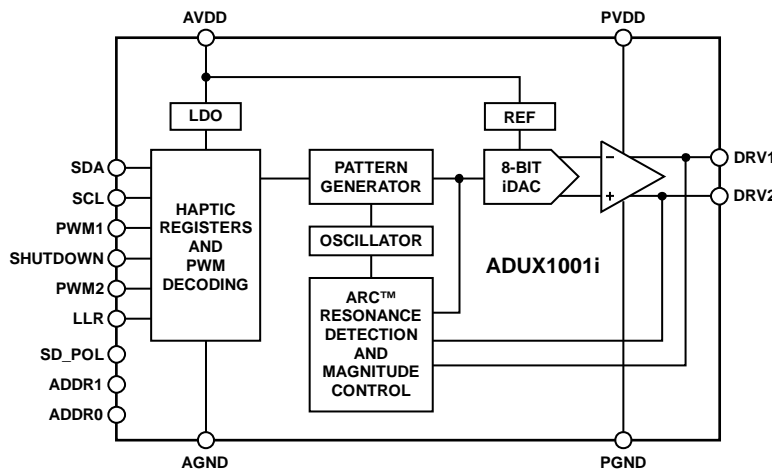 AVDD
PVDD
LDO
REF
SDA
SCL
PWM1
SHUTDOWN
PWM2
LLR
SD_POL
ADDR1
ADDR0
HAPTIC
REGISTERS
AND
PWM
DECODING
PATTERN
GENERATOR
OSCILLATOR
ARC™
RESONANCE
DETECTION
AND
MAGNITUDE
CONTROL
8-BIT
iDAC
–
+
DRV1
DRV2
ADUX1001i
AGND
PGND